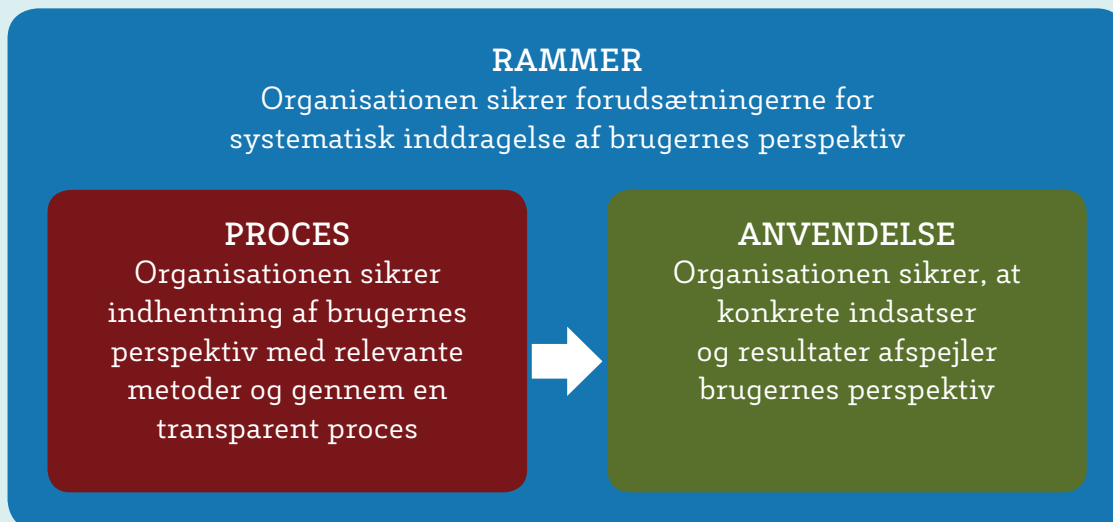 RAMMER
Organisationen sikrer forudsætningerne for
systematisk inddragelse af brugernes perspektiv
PROCES
Organisationen sikrer
indhentning af brugernes
perspektiv med relevante
metoder og gennem en
transparent proces
ANVENDELSE
Organisationen sikrer, at
konkrete indsatser
og resultater afspejler
brugernes perspektiv